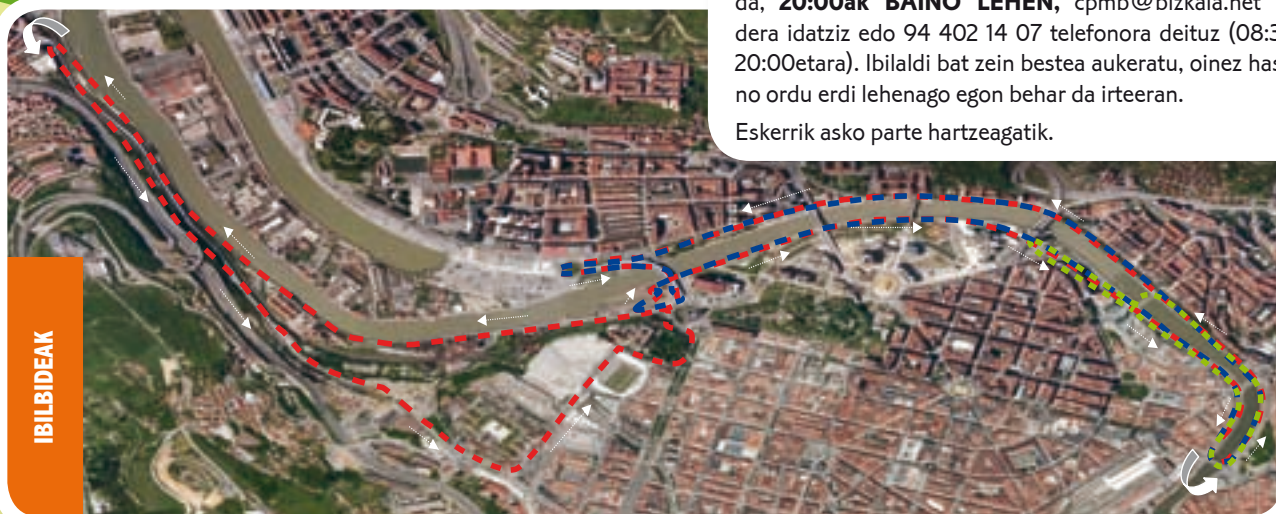 da, 20:00ak BAINO LEHEN, cpmb@bizkaia.net
dera idatziz edo 94 402 14 07 telefonora deituz (08:3
20:00etara). Ibilaldi bat zein bestea aukeratu, oinez has
no ordu erdi lehenago egon behar da irteeran.
Eskerrik asko parte hartzeagatik.
IBILBIDEAK